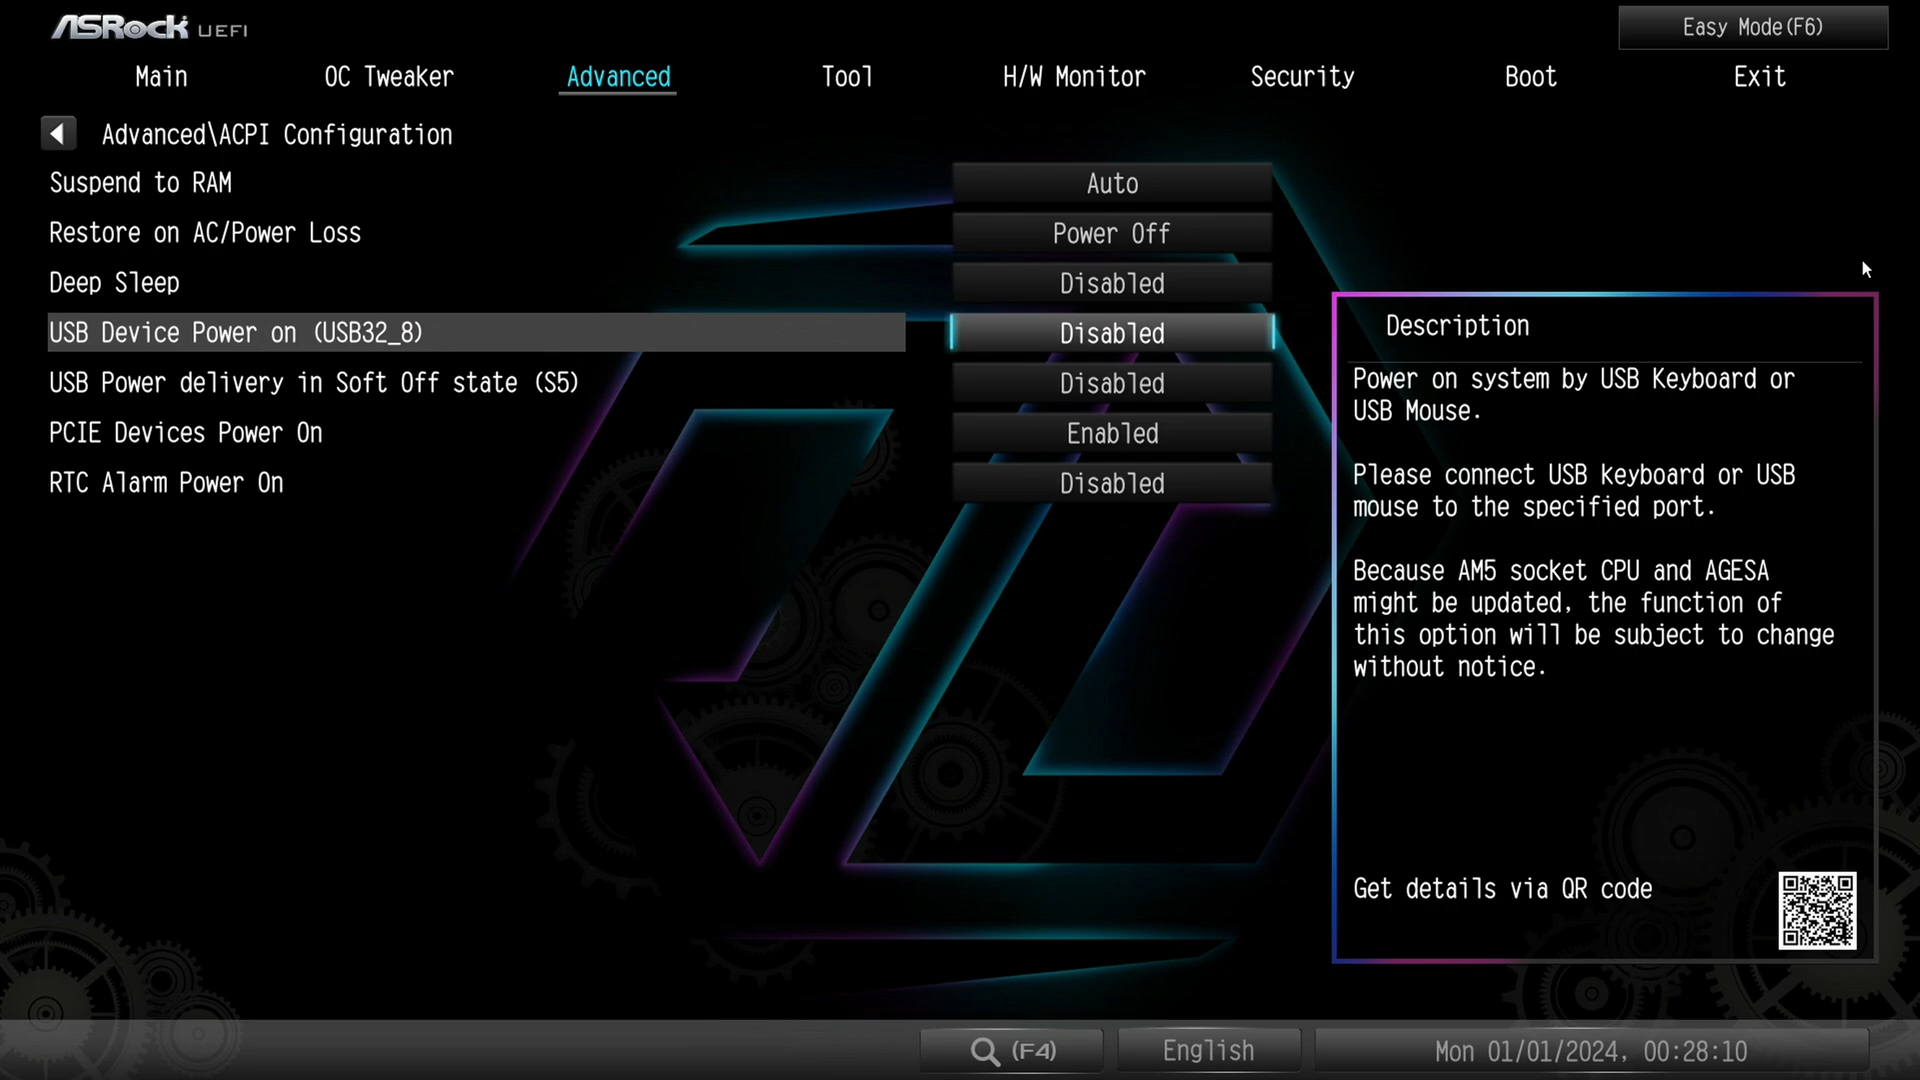 ASRock UEFI
Easy Mode(F6)
Main OC Tweaker Advanced Tool H/W Monitor Security Boot Exit
Advanced\ACPI Configuration
Suspend to RAM Auto
Restore on AC/Power Loss Power Off
Deep Sleep Disabled
USB Device Power on (USB32_8) Disabled
USB Power delivery in Soft Off state (S5) Disabled
PCIE Devices Power On Enabled
RTC Alarm Power On Disabled
Description
Power on system by USB Keyboard or
USB Mouse.
Please connect USB keyboard or USB
mouse to the specified port.
Because AM5 socket CPU and AGESA
might be updated, the function of
this option will be subject to change
without notice.
Get details via QR code
(F4) English Mon 01/01/2024, 00:28:10